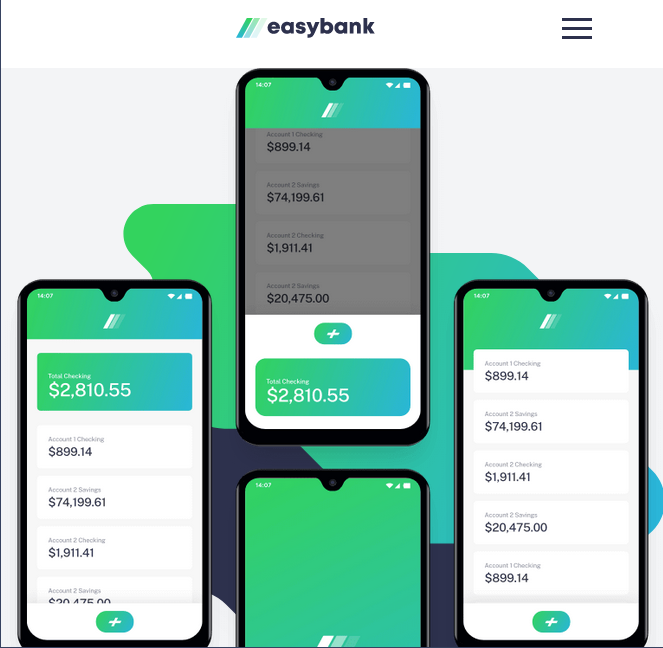 easybank
14:07
Account 1 Checking
$899.14
Account 2 Savings
$74,199.61
Account 2 Checking
$1,911.41
Account 2 Savings
$20,475.00
Total Checking
$2,810.55
14:07
Total Checking
$2,810.55
Account 1 Checking
$899.14
Account 2 Savings
$74,199.61
Account 2 Checking
$1,911.41
Account 2 Savings
$20,475.00
14:07
Account 1 Checking
$899.14
Account 2 Savings
$74,199.61
Account 2 Checking
$1,911.41
Account 2 Savings
$20,475.00
Account 1 Checking
$899.14
14:07